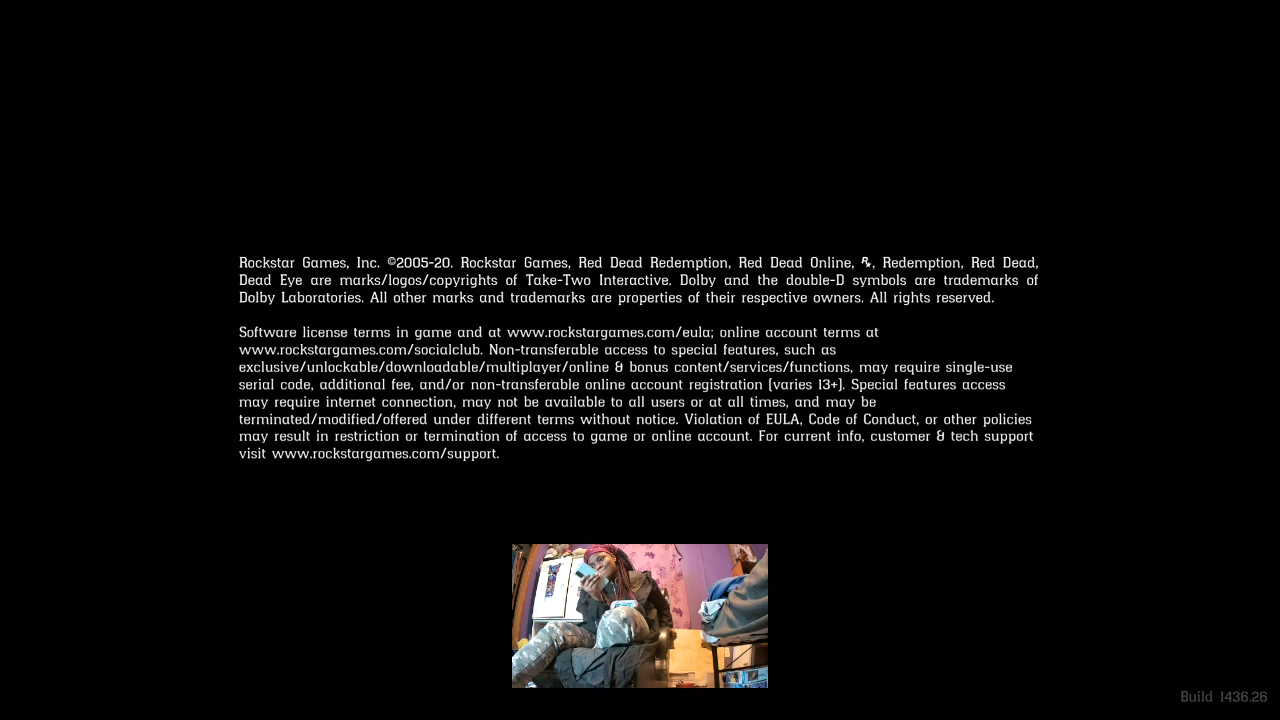 Rockstar Games, Inc. ©2005-20. Rockstar Games, Red Dead Redemption, Red Dead Online, R★, Redemption, Red Dead,
Dead Eye are marks/logos/copyrights of Take-Two Interactive. Dolby and the double-D symbols are trademarks of
Dolby Laboratories. All other marks and trademarks are properties of their respective owners. All rights reserved.
Software license terms in game and at www.rockstargames.com/eula; online account terms at
www.rockstargames.com/socialclub. Non-transferable access to special features, such as
exclusive/unlockable/downloadable/multiplayer/online & bonus content/services/functions, may require single-use
serial code, additional fee, and/or non-transferable online account registration (varies 13+). Special features access
may require internet connection, may not be available to all users or at all times, and may be
terminated/modified/offered under different terms without notice. Violation of EULA, Code of Conduct, or other policies
may result in restriction or termination of access to game or online account. For current info, customer & tech support
visit www.rockstargames.com/support.
Build 1436.26